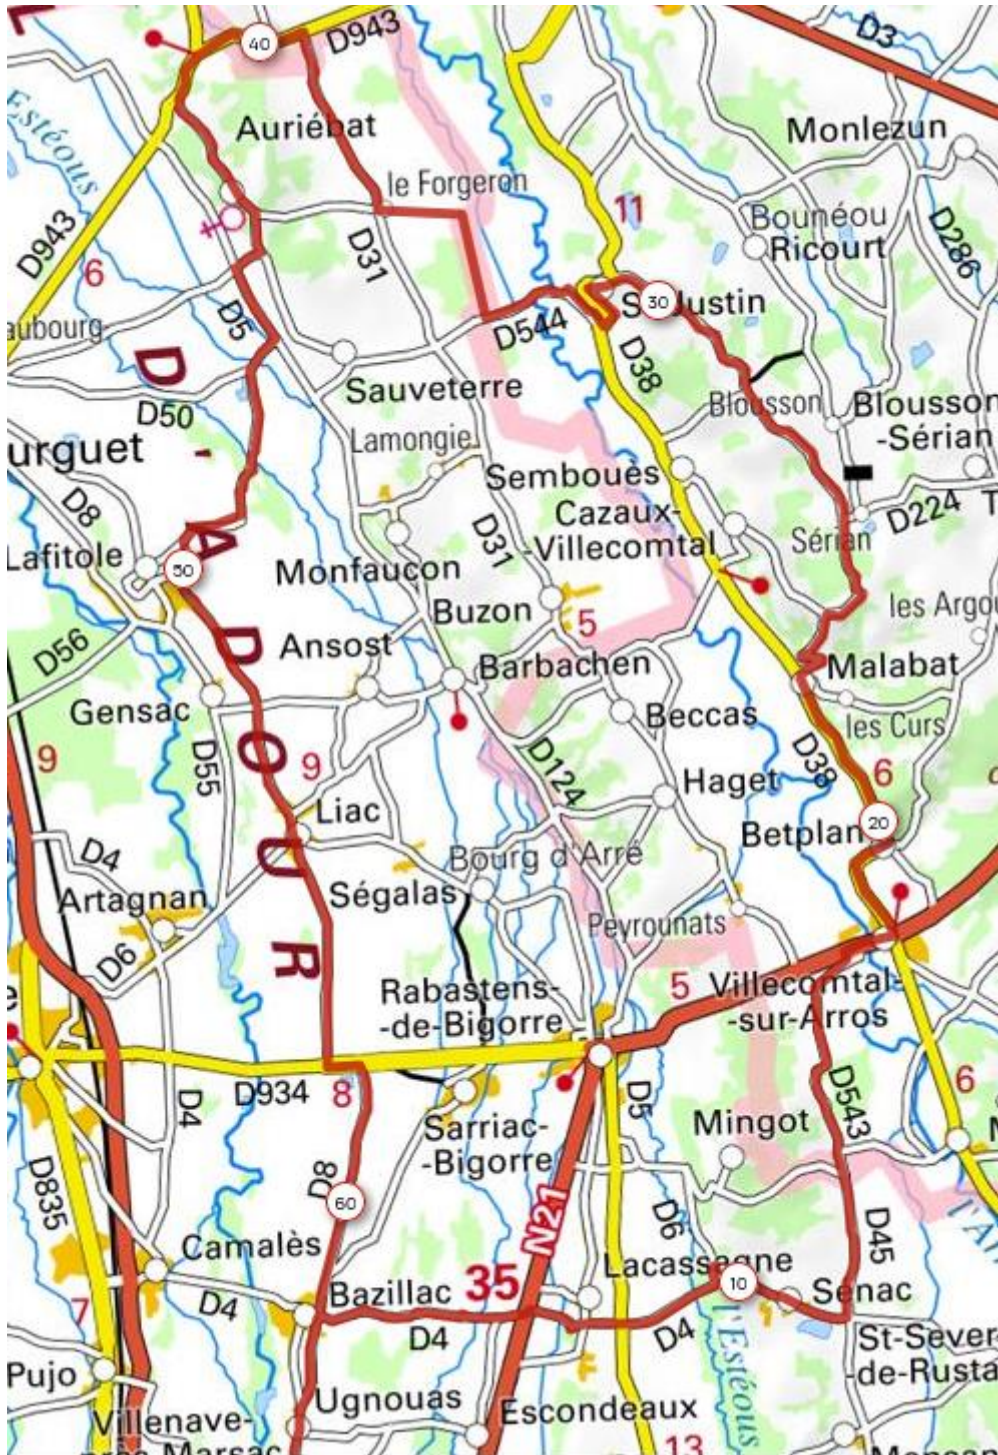 40
D943
D3
Estéous
Auriébat
Monlezun
le Forgeron
11
Bounéou
Ricourt
D943
D31
D286
6
30
D5
D544
aubourg
D38
D
Sauveterre
Blousson
Blousson
-Sérian
D50
'
urguet
Lamongie
Semboues
D8
Cazaux-
-Villecomtal
D31
D224
T
Lafitole
A
Sérian
50
Monfaucon
Buzon
5
les Argou
D56
D
Ansost
Barbachen
Malabat
Gensac
Beccas
les Curs
O
9
D55
9
D124
D38
6
Haget
Liac
20
Betplan
D4
U
Bourg d'Arré
Artagnan
Ségalas
Peyrounats
D6
R
Rabastens-
-de-Bigorre
5
Villecomtal-
-sur-Arros
D934
8
D5
D543
6
D4
Sarriac-
-Bigorre
Mingot
D835
D8
60
N21
D6
D45
Camalès
Lacassagne
Bazillac
35
10
Sénac
7
D4
D4
D4
l'Estéous
St-Sever-
-de-Rusta
Pujo
Ugnouas
Escondeaux
Villenave-
13